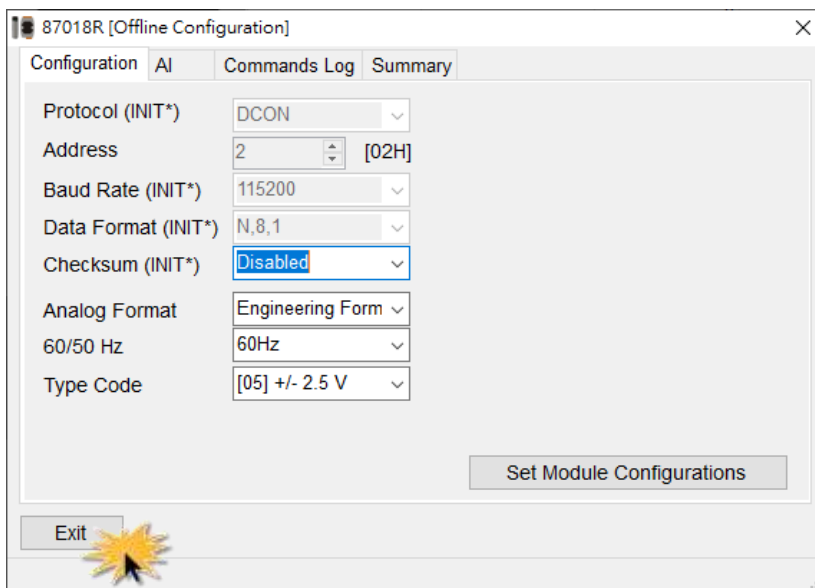 87018R [Offline Configuration]
Configuration AI Commands Log Summary
Protocol (INIT*) DCON
Address 2 [02H]
Baud Rate (INIT*) 115200
Data Format (INIT*) N,8,1
Checksum (INIT*) Disabled
Analog Format Engineering Form
60/50 Hz 60Hz
Type Code [05] +/- 2.5 V
Set Module Configurations
Exit